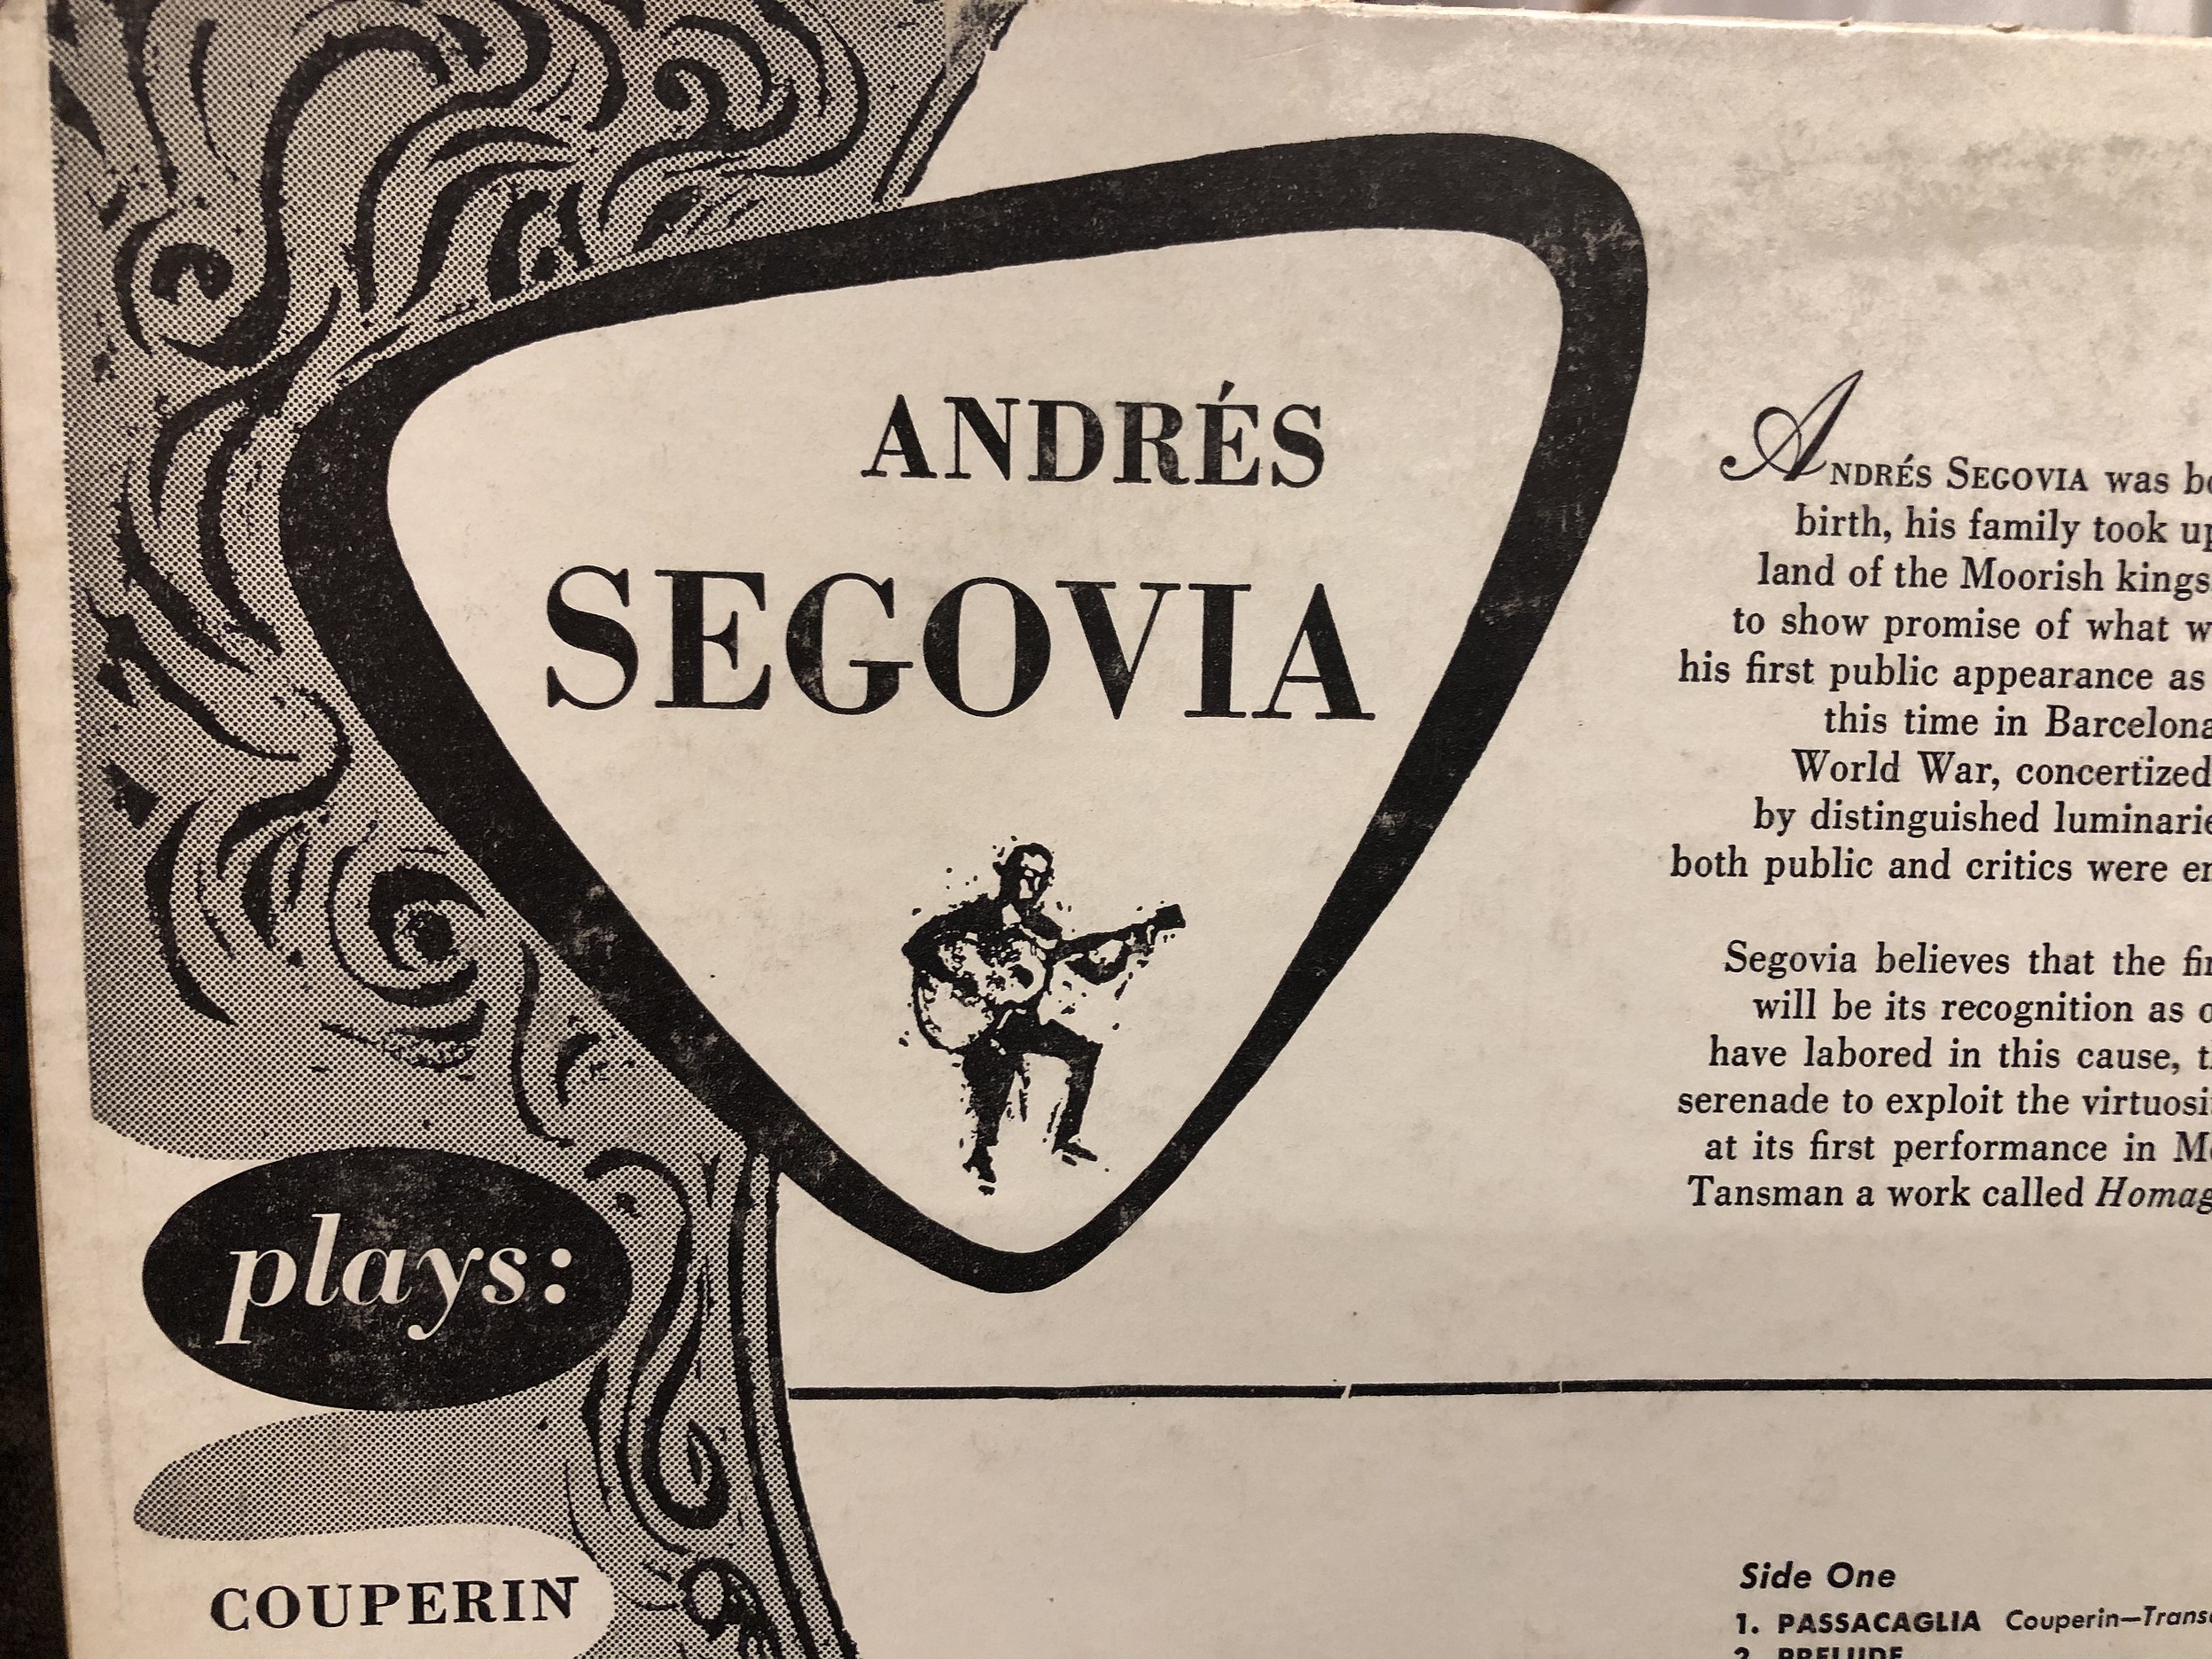 ANDRÉS
SEGOVIA
plays:
COUPERIN
ANDRÉS SEGOVIA was
birth, his family took
land of the Moorish kings
to show promise of what
his first public appearance as
this time in Barcelona
World War, concertized
by distinguished
both public and critics were
Segovia believes that the
will be its recognition as
have labored in this cause,
serenade to exploit the
at its first performance in
Tansman a work called
Side One
1. PASSACAGLIA Couperin—
2. PRELUDE